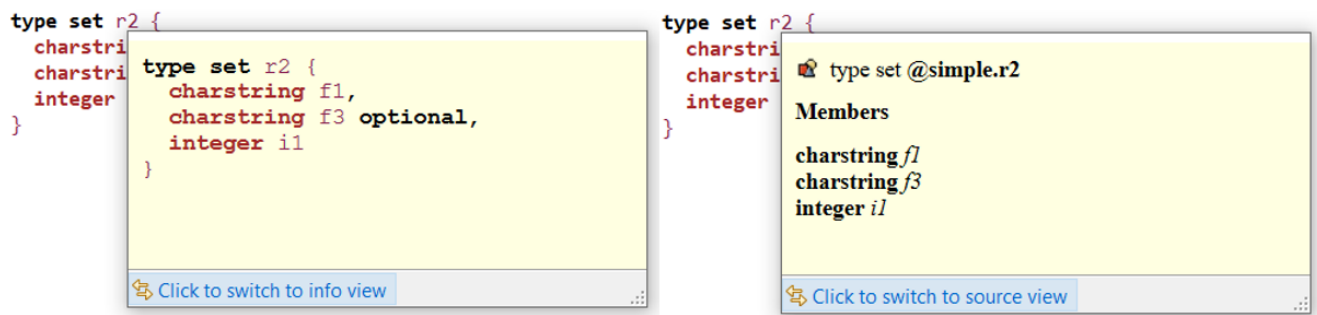 type set r2 {
charstri
charstri
integer
}
type set r2 {
charstring f1,
charstring f3 optional,
integer i1
}
Click to switch to info view
type set r2 {
charstri
charstri
integer
}
type set @simple.r2
Members
charstring f1
charstring f3
integer i1
Click to switch to source view